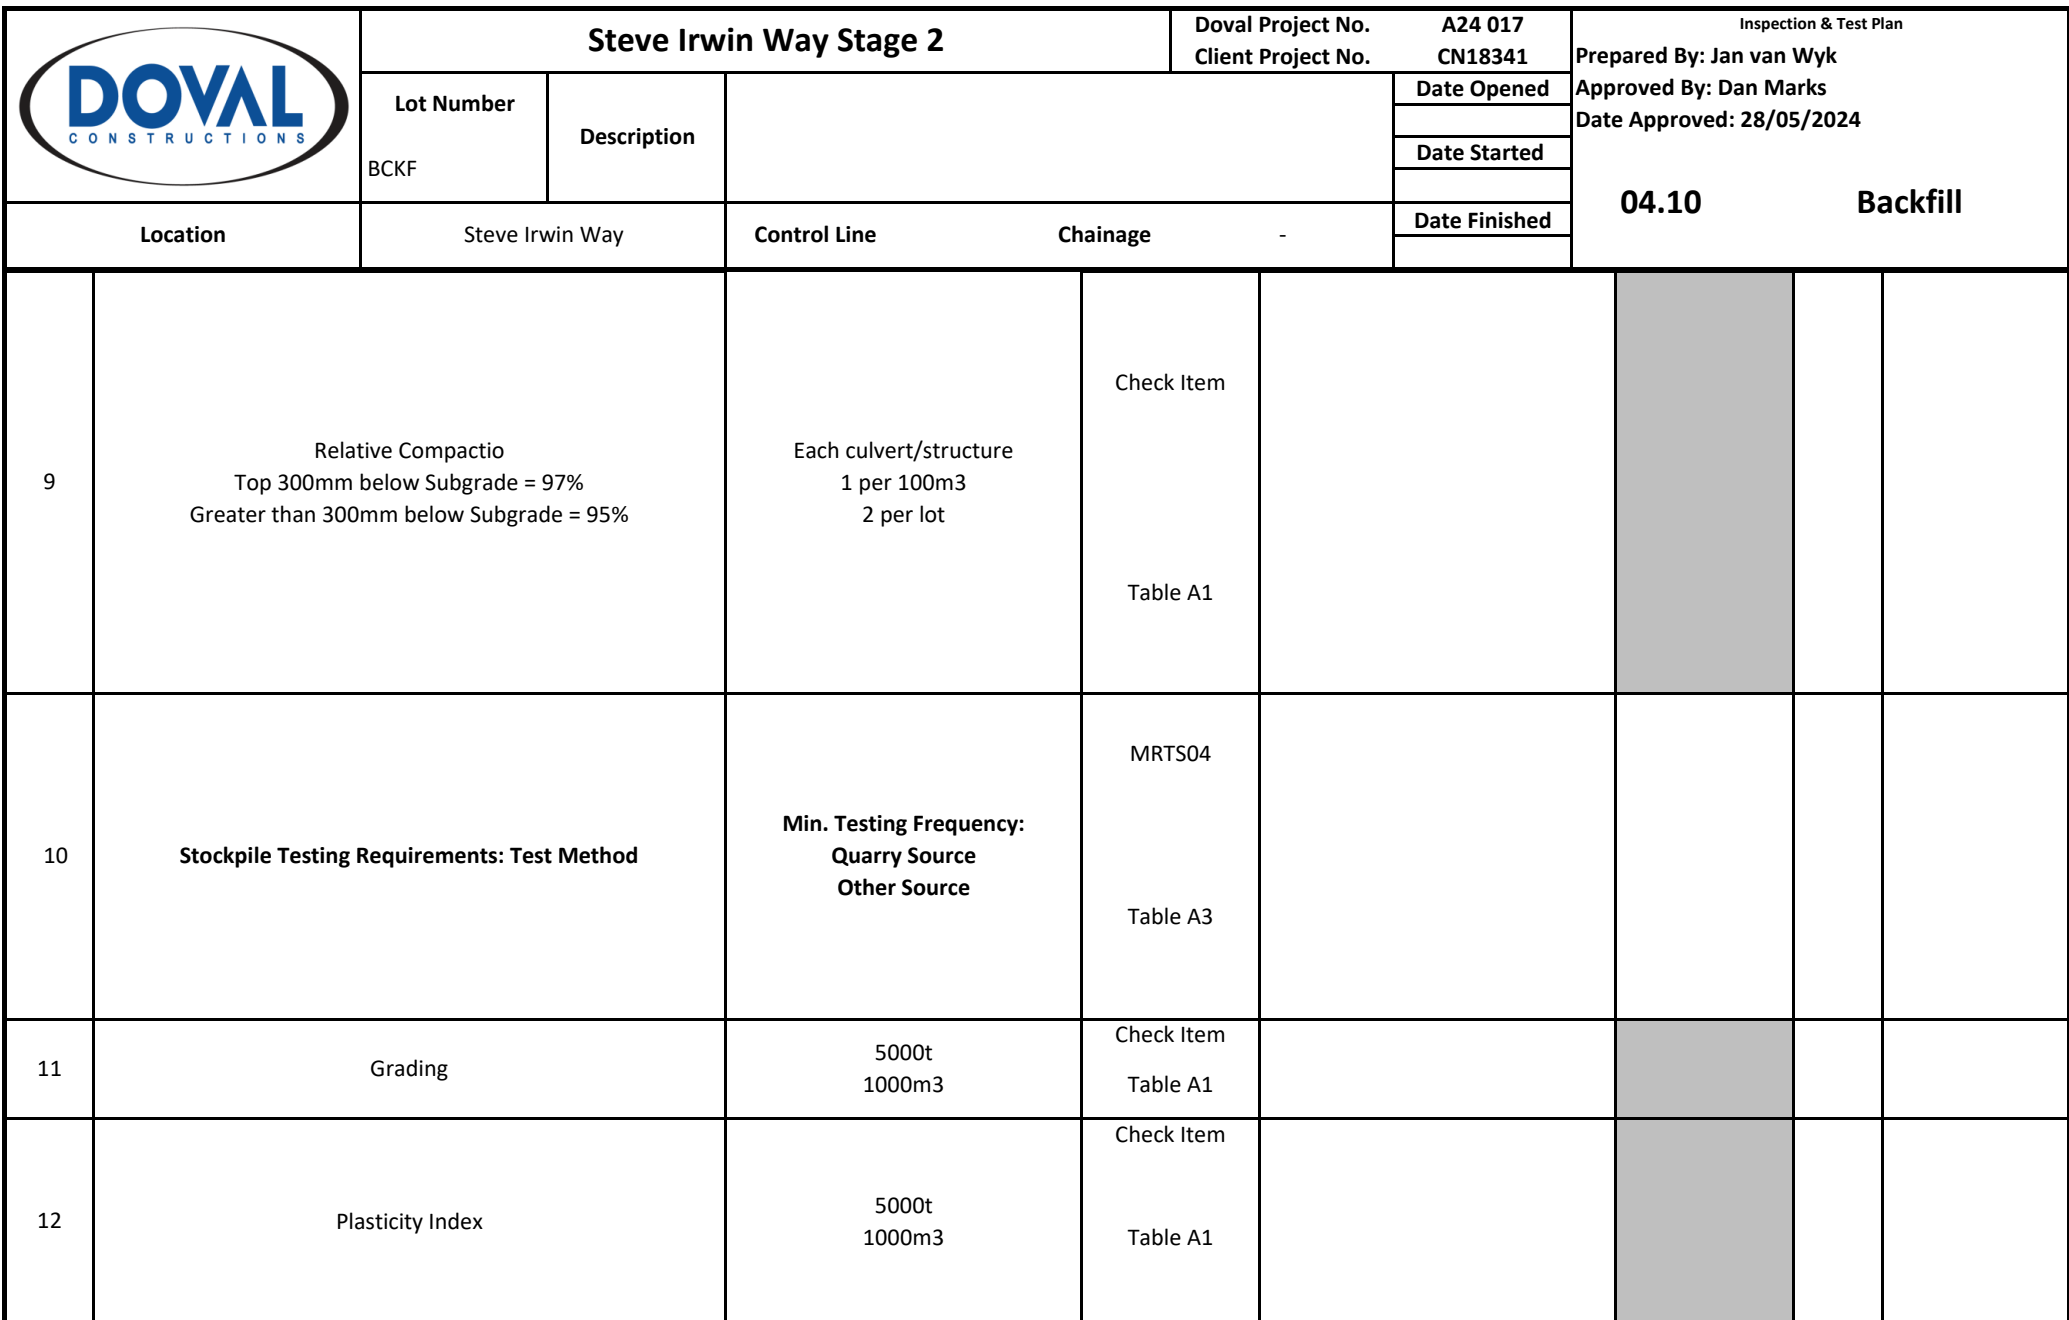 DOVAL
CONSTRUCTIONS
Steve Irwin Way Stage 2
Doval Project No. A24 017
Client Project No. CN18341
Inspection & Test Plan
Prepared By: Jan van Wyk
Approved By: Dan Marks
Date Approved: 28/05/2024
04.10 Backfill
Lot Number
BCKF
Description
Date Opened
Date Started
Date Finished
Location
Steve Irwin Way
Control Line
Chainage
-
9
Relative Compactio
Top 300mm below Subgrade = 97%
Greater than 300mm below Subgrade = 95%
Each culvert/structure
1 per 100m3
2 per lot
Check Item
Table A1
10
Stockpile Testing Requirements: Test Method
Min. Testing Frequency:
Quarry Source
Other Source
MRTS04
Table A3
11
Grading
5000t
1000m3
Check Item
Table A1
12
Plasticity Index
5000t
1000m3
Check Item
Table A1